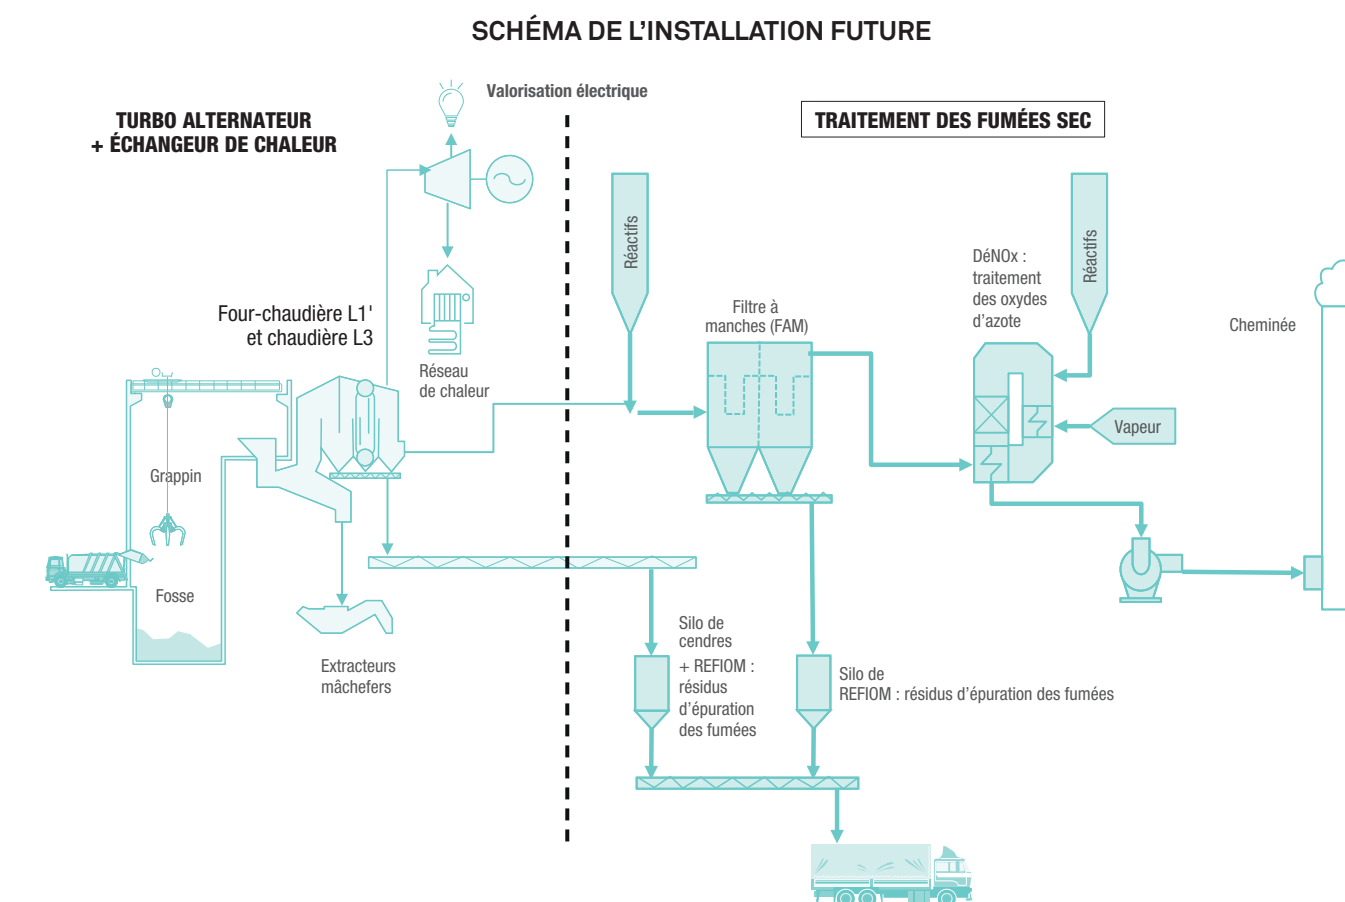 SCHÉMA DE L'INSTALLATION FUTURE
Valorisation électrique
TURBO ALTERNATEUR
+ ÉCHANGEUR DE CHALEUR
TRAITEMENT DES FUMÉES SEC
Réactifs
Réactifs
DéNOx :
traitement
des oxydes
d'azote
Filtre à
manches (FAM)
Cheminée
Four-chaudière L1'
et chaudière L3
Réseau
de chaleur
Vapeur
Grappin
Fosse
Extracteurs
mâchefers
Silo de
cendres
+ REFIOM :
résidus
d'épuration
des fumées
Silo de
REFIOM : résidus d'épuration des fumées